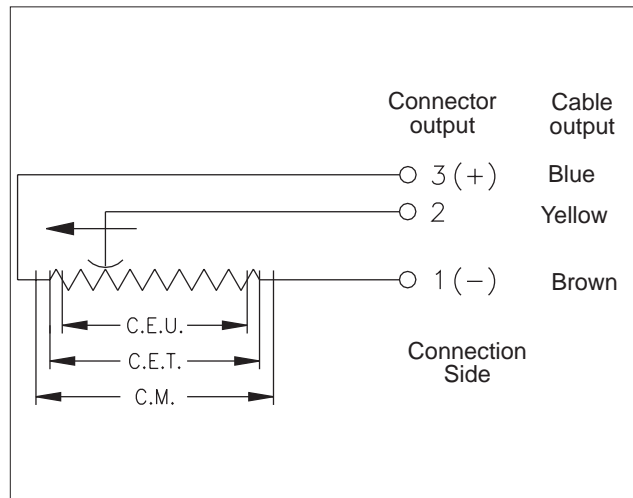 Connector output
Cable output
3 (+) Blue
2 Yellow
1 (-) Brown
C.E.U.
C.E.T.
C.M.
Connection Side